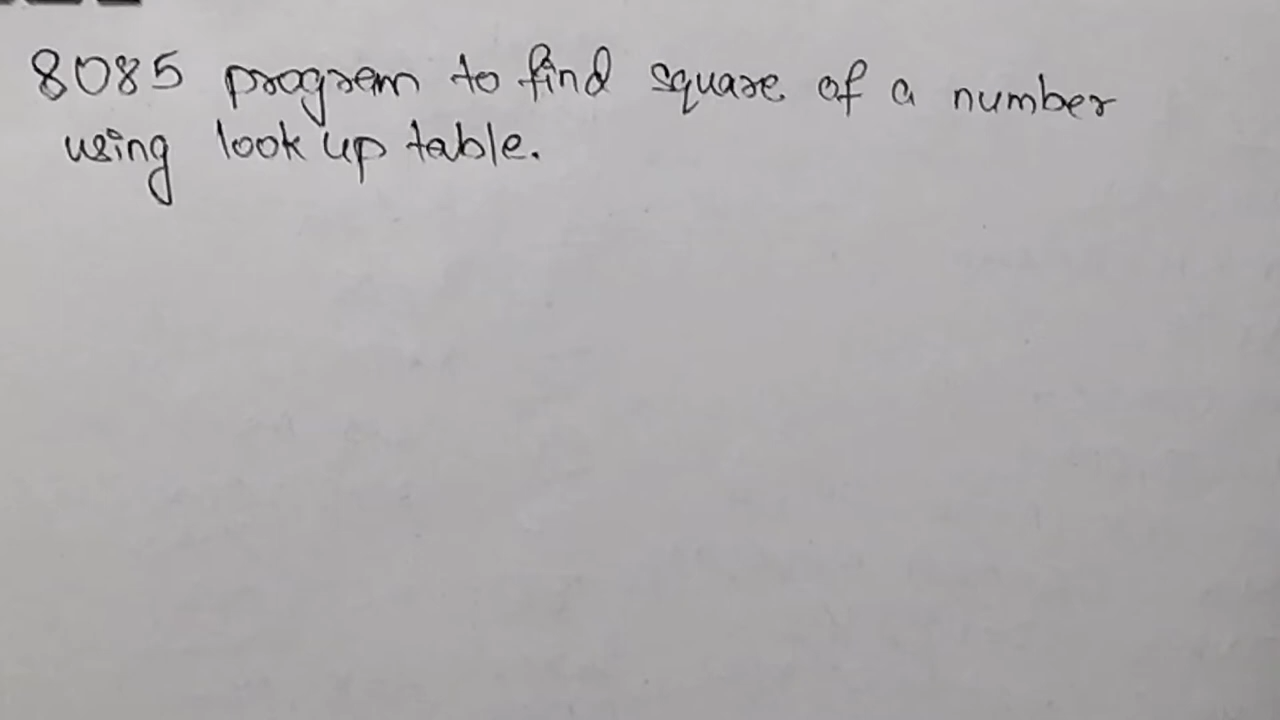 8085 program to find square of a number
using look up table.